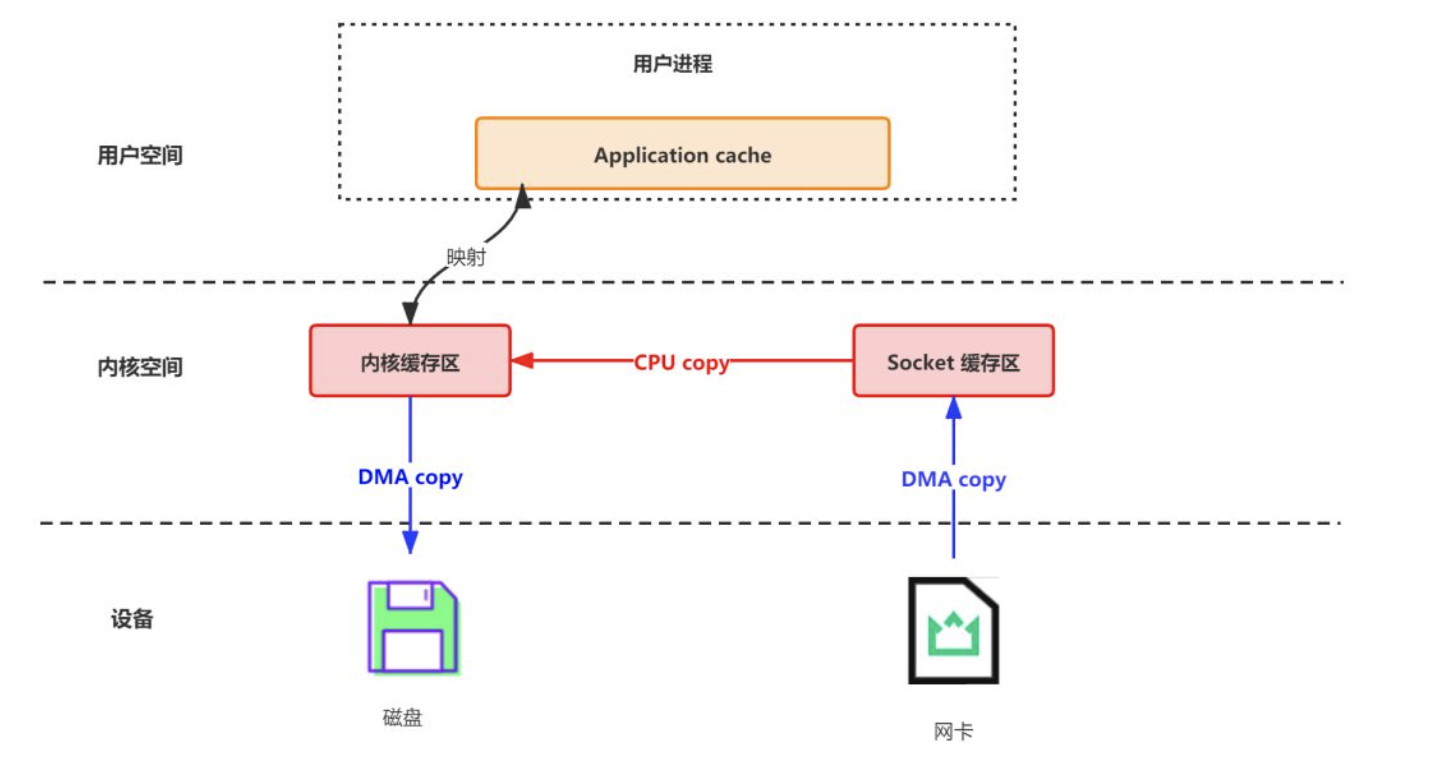 用户进程
用户空间
Application cache
映射
内核空间
内核缓存区
CPU copy
Socket 缓存区
DMA copy
DMA copy
设备
磁盘
网卡